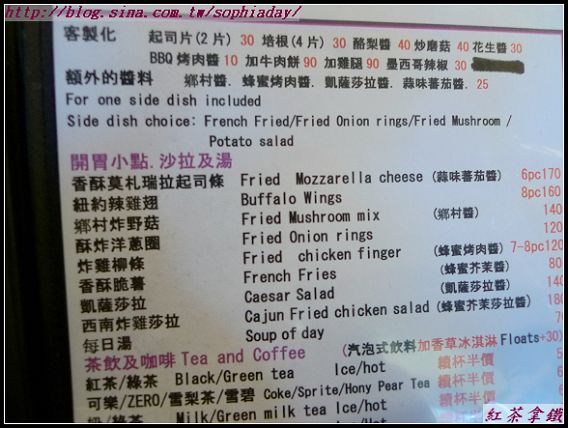 http://blog.sina.com.tw/sophiaday/
客製化 起司片(2片) 30 培根(4片) 30 酪梨醬 40 炒磨菇 40 花生醬 30
BBQ 烤肉醬 10 加牛肉餅 90 加雞腿 90 墨西哥辣椒 30
額外的醬料 鄉村醬. 蜂蜜烤肉醬. 凱薩莎拉醬. 蒜味蕃茄醬. 25
For one side dish included
Side dish choice: French Fried/Fried Onion rings/Fried Mushroom /
Potato salad
開胃小點.沙拉及湯
香酥莫札瑞拉起司條 Fried Mozzarella cheese (蒜味蕃茄醬) 6pc170
紐約辣雞翅 Buffalo Wings 8pc160
鄉村炸野菇 Fried Mushroom mix (鄉村醬) 140
酥炸洋蔥圈 Fried Onion rings 120
炸雞柳條 Fried chicken finger (蜂蜜烤肉醬) 7-8pc120
香酥脆薯 French Fries (蜂蜜芥茉醬) 80
凱薩莎拉 Caesar Salad (凱薩莎拉醬) 140
西南炸雞莎拉 Cajun Fried chicken salad (蜂蜜芥茉醬) 180
每日湯 Soup of day
茶飲及咖啡 Tea and Coffee (汽泡式飲料加香草冰淇淋 Floats+30)
紅茶/綠茶 Black/Green tea Ice/hot 續杯半價
可樂/ZERO/雪梨茶/雪碧 Coke/Sprite/Hony Pear Tea 續杯半價
奶/綠茶 Milk/Green milk tea Ice/hot
紅茶拿鐵